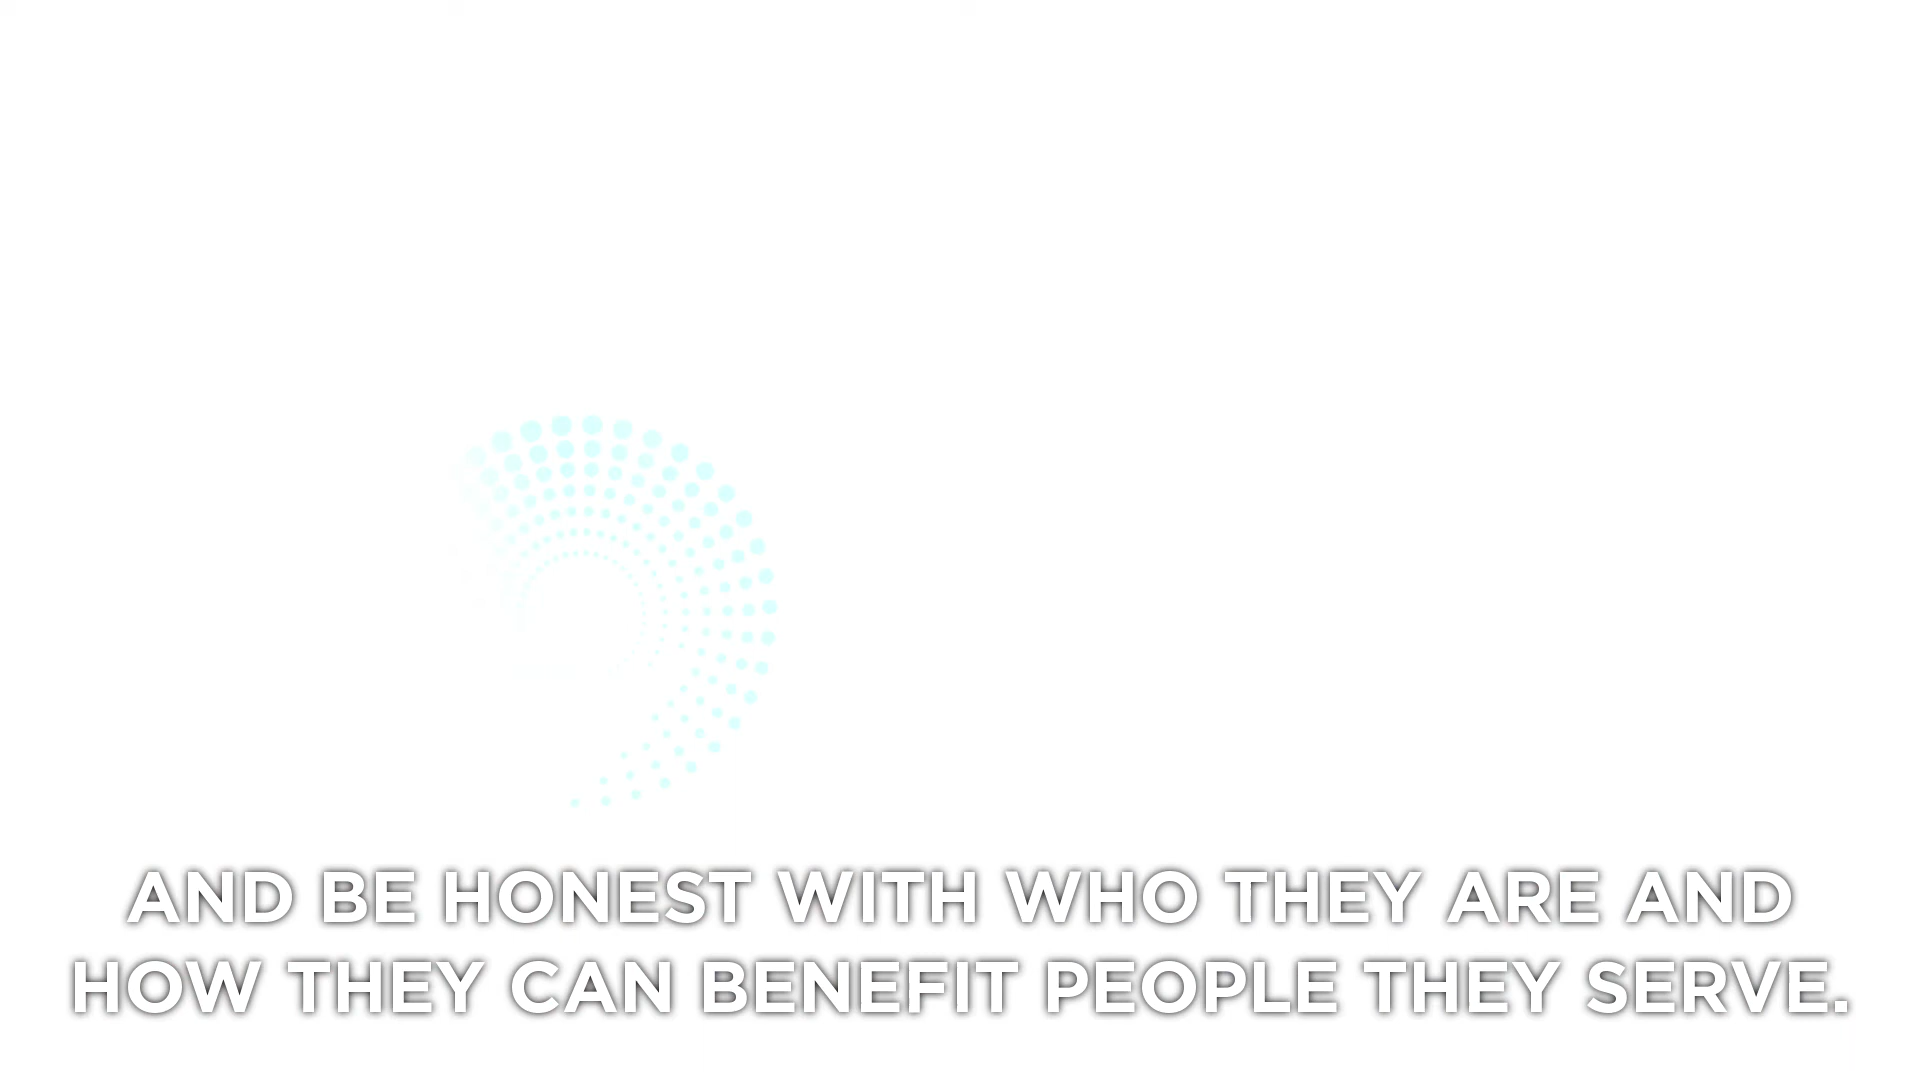 AND BE HONEST WITH WHO THEY ARE AND
HOW THEY CAN BENEFIT PEOPLE THEY SERVE.